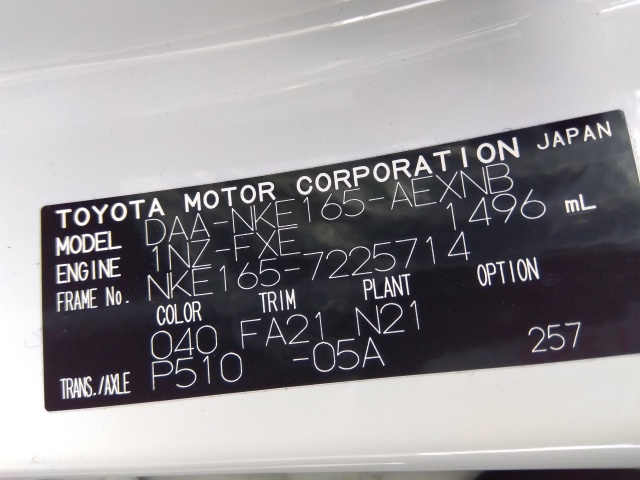 TOYOTA MOTOR CORPORATION JAPAN
MODEL DAA-NKE165-AEXNB
ENGINE 1NZ-FXE 1496 mL
FRAME No. NKE165-7225714
COLOR TRIM PLANT OPTION
040 FA21 N21
TRANS./AXLE P510 -05A 257